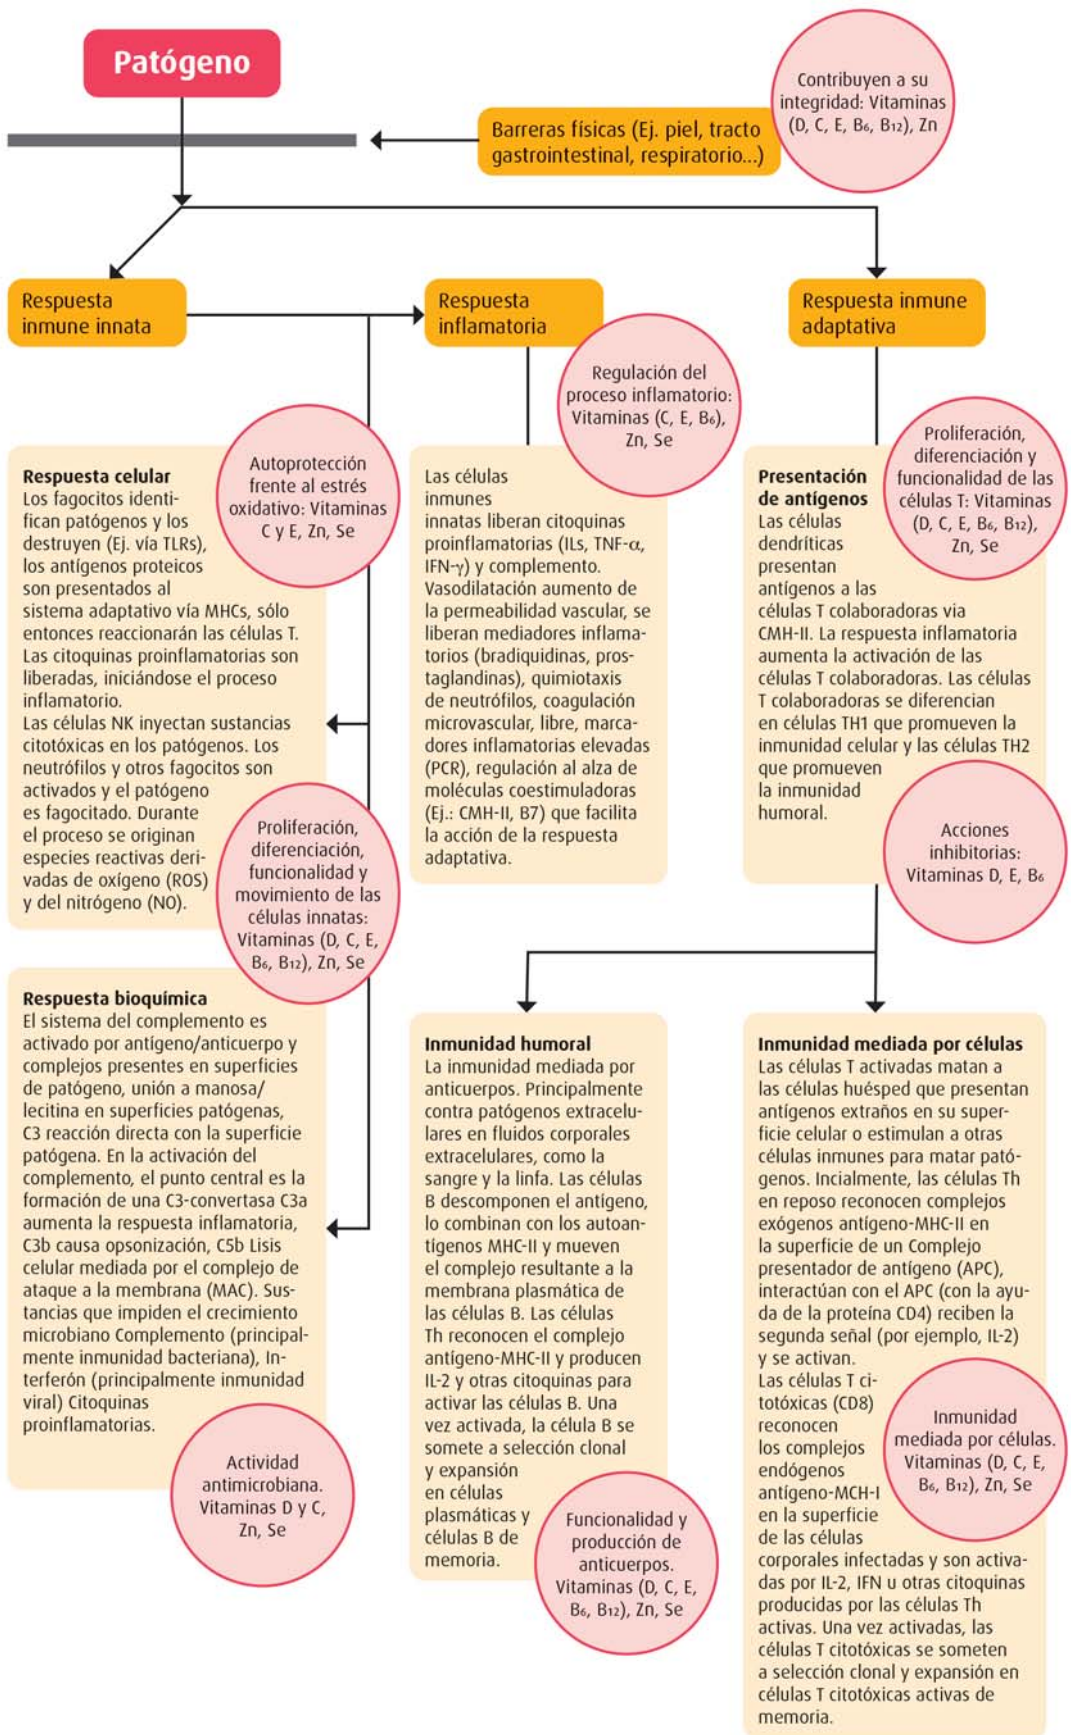 Patógeno
Contribuyen a su
integridad: Vitaminas
(D, C, E, B₆, B₁₂), Zn
Barreras físicas (Ej. piel, tracto
gastrointestinal, respiratorio...)
Respuesta
inmune innata
Respuesta
inflamatoria
Respuesta inmune
adaptativa
Respuesta celular
Los fagocitos identi-
fican patógenos y los
destruyen (Ej. vía TLRs),
los antígenos proteicos
son presentados al
sistema adaptativo vía MHCs, sólo
entonces reaccionarán las células T.
Las citoquinas proinflamatorias son
liberadas, iniciándose el proceso
inflamatorio.
Las células NK inyectan sustancias
citotóxicas en los patógenos. Los
neutrófilos y otros fagocitos son
activados y el patógeno
es fagocitado. Durante
el proceso se originan
especies reactivas deri-
vadas de oxígeno (ROS)
y del nitrógeno (NO).
Autoprotección
frente al estrés
oxidativo: Vitaminas
C y E, Zn, Se
Proliferación,
diferenciación,
funcionalidad y
movimiento de las
células innatas:
Vitaminas (D, C, E,
B₆, B₁₂), Zn, Se
Regulación del
proceso inflamatorio:
Vitaminas (C, E, B₆),
Zn, Se
Las células
inmunes
innatas liberan citoquinas
proinflamatorias (ILs, TNF-α,
IFN-γ) y complemento.
Vasodilatación aumento de
la permeabilidad vascular, se
liberan mediadores inflama-
torios (bradiquidinas, pros-
taglandinas), quimiotaxis
de neutrófilos, coagulación
microvascular, libre, marca-
dores inflamatorias elevadas
(PCR), regulación al alza de
moléculas coestimuladoras
(Ej.: CMH-II, B7) que facilita
la acción de la respuesta
adaptativa.
Proliferación,
diferenciación y
funcionalidad de las
células T: Vitaminas
(D, C, E, B₆, B₁₂),
Zn, Se
Presentación
de antígenos
Las células
dendríticas
presentan
antígenos a las
células T colaboradoras via
CMH-II. La respuesta inflamatoria
aumenta la activación de las
células T colaboradoras. Las células
T colaboradoras se diferencian
en células TH1 que promueven la
inmunidad celular y las células TH2
que promueven
la inmunidad
humoral.
Acciones
inhibitorias:
Vitaminas D, E, B₆
Respuesta bioquímica
El sistema del complemento es
activado por antígeno/anticuerpo y
complejos presentes en superficies
de patógeno, unión a manosa/
lecitina en superficies patógenas,
C3 reacción directa con la superficie
patógena. En la activación del
complemento, el punto central es la
formación de una C3-convertasa C3a
aumenta la respuesta inflamatoria,
C3b causa opsonización, C5b Lisis
celular mediada por el complejo de
ataque a la membrana (MAC). Sus-
tancias que impiden el crecimiento
microbiano Complemento (principal-
mente inmunidad bacteriana), In-
terferón (principalmente inmunidad
viral) Citoquinas
proinflamatorias.
Actividad
antimicrobiana.
Vitaminas D y C,
Zn, Se
Inmunidad humoral
La inmunidad mediada por
anticuerpos. Principalmente
contra patógenos extracelu-
lares en fluidos corporales
extracelulares, como la
sangre y la linfa. Las células
B descomponen el antígeno,
lo combinan con los autoan-
tígenos MHC-II y mueven
el complejo resultante a la
membrana plasmática de
las células B. Las células
Th reconocen el complejo
antígeno-MHC-II y producen
IL-2 y otras citoquinas para
activar las células B. Una
vez activada, la célula B se
somete a selección clonal
y expansión
en células
plasmáticas y
células B de
memoria.
Funcionalidad y
producción de
anticuerpos.
Vitaminas (D, C, E,
B₆, B₁₂), Zn, Se
Inmunidad mediada por células
Las células T activadas matan a
las células huésped que presentan
antígenos extraños en su super-
ficie celular o estimulan a otras
células inmunes para matar pató-
genos. Incialmente, las células Th
en reposo reconocen complejos
exógenos antígeno-MHC-II en
la superficie de un Complejo
presentador de antígeno (APC),
interactúan con el APC (con la ayu-
da de la proteína CD4) reciben la
segunda señal (por ejemplo, IL-2)
y se activan.
Las células T ci-
totóxicas (CD8)
reconocen
los complejos
endógenos
antígeno-MCH-I
en la superficie
de las células
corporales infectadas y son activa-
das por IL-2, IFN u otras citoquinas
producidas por las células Th
activas. Una vez activadas, las
células T citotóxicas se someten
a selección clonal y expansión en
células T citotóxicas activas de
memoria.
Inmunidad
mediada por células.
Vitaminas (D, C, E,
B₆, B₁₂), Zn, Se